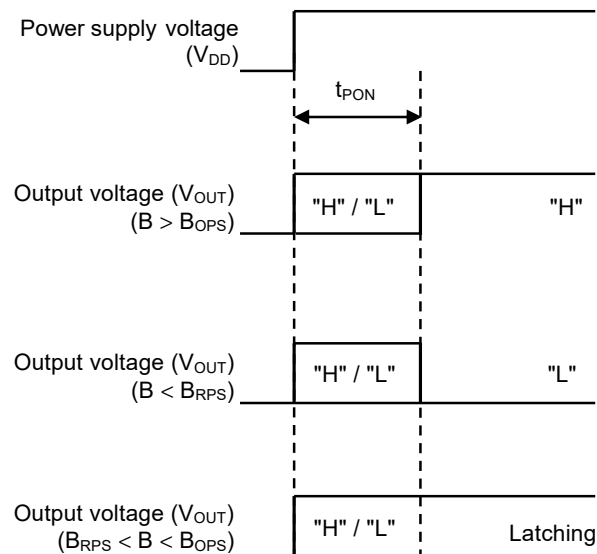 Power supply voltage
(VDD)
tPON
Output voltage (VOUT)
(B > BOPS)
"H" / "L"
"H"
Output voltage (VOUT)
(B < BRPS)
"H" / "L"
"L"
Output voltage (VOUT)
(BRPS < B < BOPS)
"H" / "L"
Latching